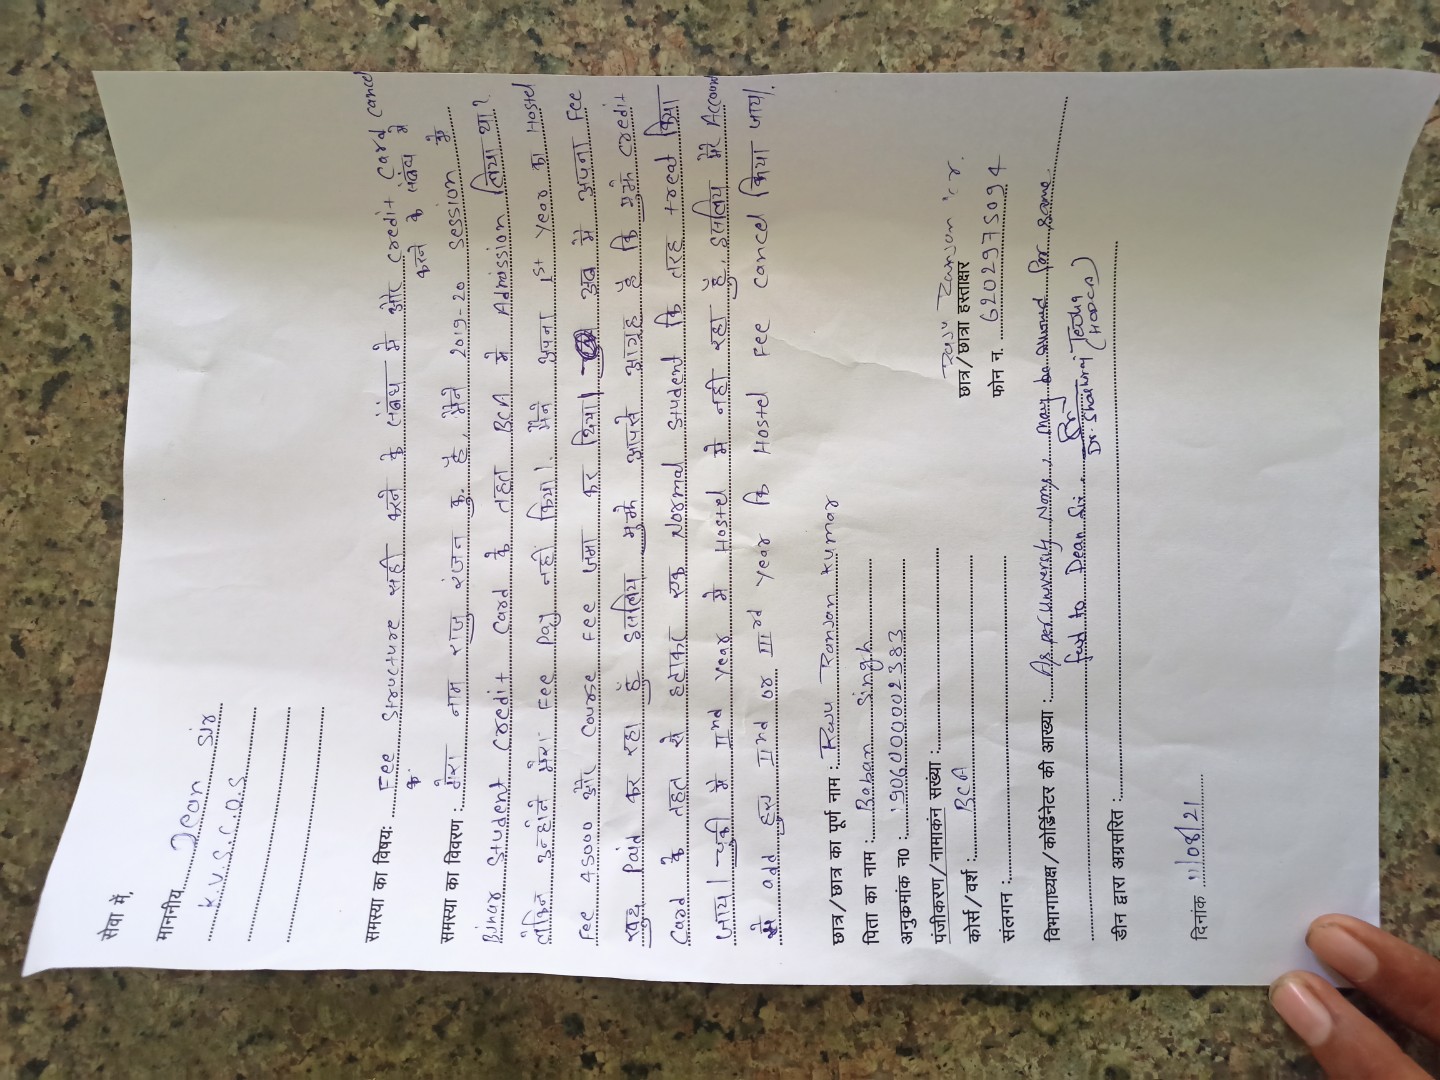 सेवा में,
माननीय Dean Sir
K.V.S.C.O.S
समस्या का विषयः Fee Structure सही करने के संबंध मे और credit card cancel
करने के संबंध मे
समस्या का विवरण : मेरा नाम राजु रंजन कु. है, मैने 2019-20 session के
Bihar Student Credit Card के तहत BCA मे Admission लिया था?
लेकिन उन्होंने मेरा Fee Pay नहीं किया।. मैंने अपना 1st Year का Hostel
Fee 45000 और Course Fee जमा कर दिया। अब मै अपना Fee
खुद Paid कर रहा हुँ इसलिय मुझे आपसे आग्रह है कि मुझे credit
Card के तहत से हटाकर एक Normal Student कि तरह treat किया
जाय। चुकी मै IInd Year मे Hostel मे नही रहा हुँ, इसलिय मेरे Account
से add हुए IInd or IIIrd Year कि Hostel Fee cancel किया जाय।.
छात्र/छात्र का पूर्ण नाम : Raju Ranjan Kumar
पिता का नाम : Baban Singh
अनुकमांक न0 : 1906000002383
पंजीकरण/नामाकंन सख्या :
कोर्स/वर्श : BCA
Raju Ranjan Kr.
छात्र/छात्रा हस्ताक्षर
संलगन :
फोन न. 6202975094
विभागाध्यक्ष/कोर्डिनेटर की आख्या : As per University Norms, may be allowed for same.
fwd to Dean Sir.
Dr. (HODCA)
डीन द्वारा अग्रसरित :
दिनांक 11/08/21